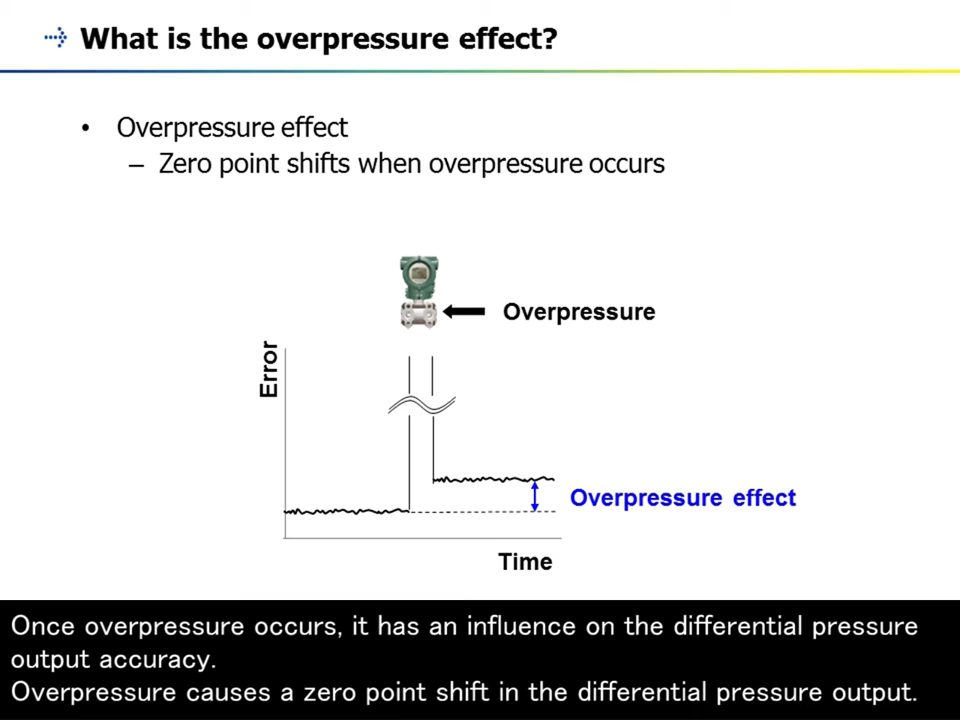 What is the overpressure effect?
• Overpressure effect
– Zero point shifts when overpressure occurs
Overpressure
Error
Overpressure effect
Time
Once overpressure occurs, it has an influence on the differential pressure
output accuracy.
Overpressure causes a zero point shift in the differential pressure output.